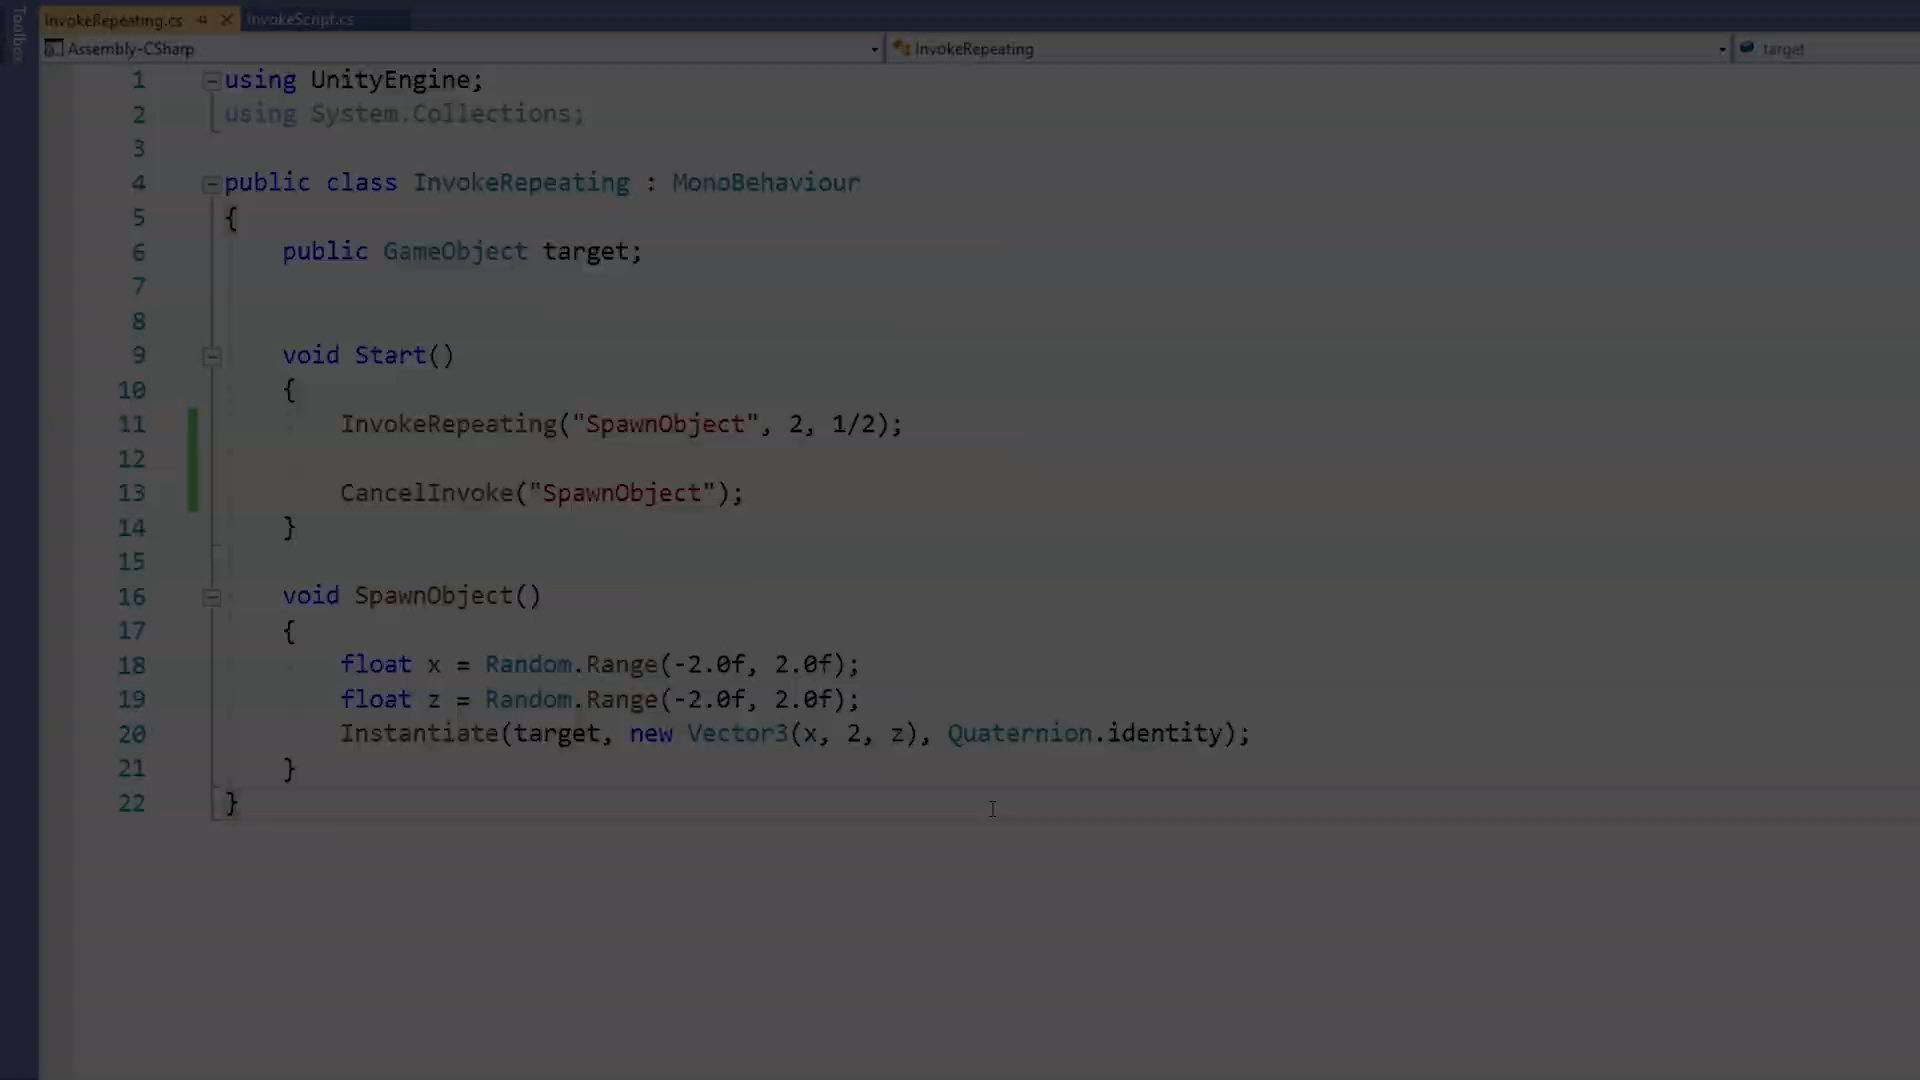 Toolbox
InvokeRepeating.cs InvokeScript.cs
Assembly-CSharp InvokeRepeating target
1 using UnityEngine;
2 using System.Collections;
3
4 public class InvokeRepeating : MonoBehaviour
5 {
6 public GameObject target;
7
8
9 void Start()
10 {
11 InvokeRepeating("SpawnObject", 2, 1/2);
12
13 CancelInvoke("SpawnObject");
14 }
15
16 void SpawnObject()
17 {
18 float x = Random.Range(-2.0f, 2.0f);
19 float z = Random.Range(-2.0f, 2.0f);
20 Instantiate(target, new Vector3(x, 2, z), Quaternion.identity);
21 }
22 }